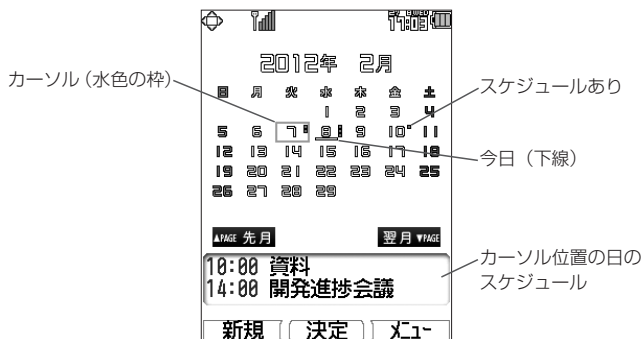 17:03
2012年 2月
カーソル（水色の枠）
スケジュールあり
日 月 火 水 木 金 土
1 2 3 4
5 6 7 8 9 10 11
12 13 14 15 16 17 18
今日（下線）
19 20 21 22 23 24 25
26 27 28 29
▲PAGE 先月 翌月 ▼PAGE
10:00 資料
14:00 開発進捗会議
カーソル位置の日の
スケジュール
新規 決定 メニュー